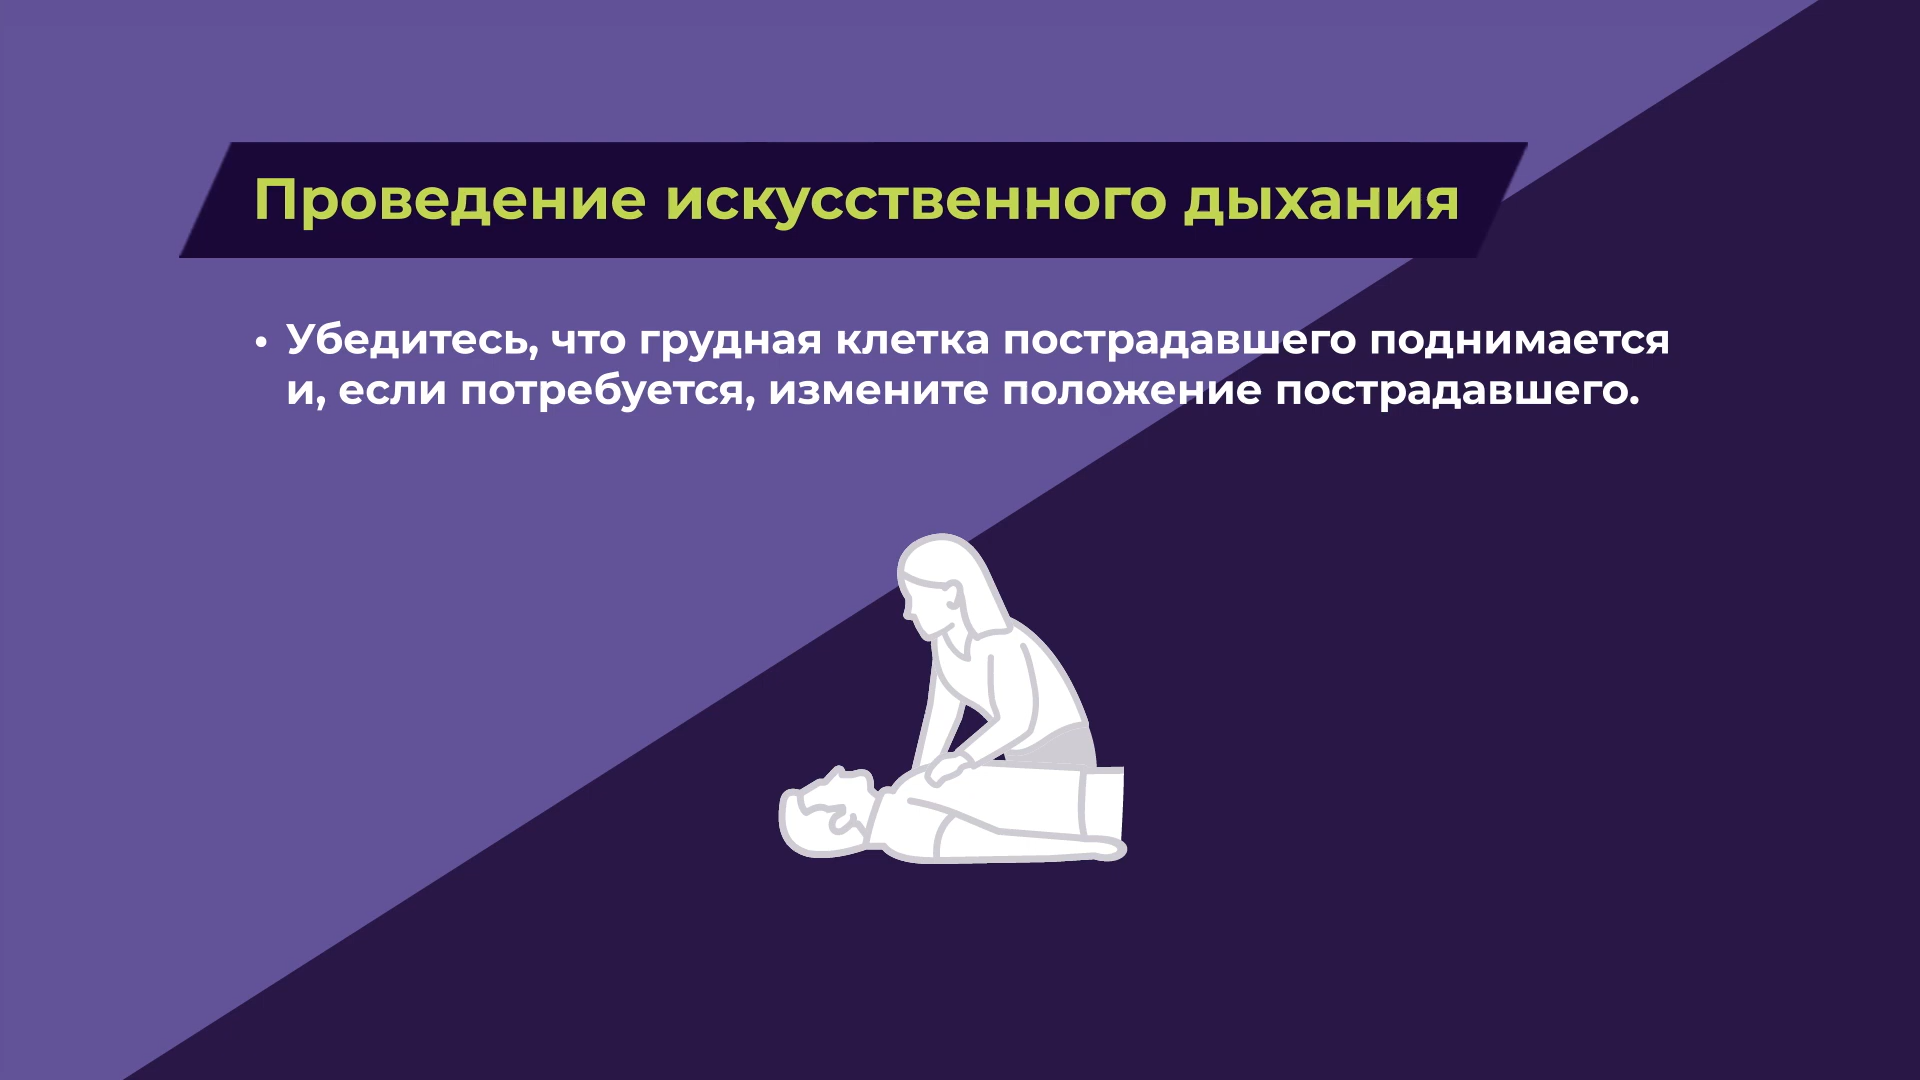 Проведение искусственного дыхания
• Убедитесь, что грудная клетка пострадавшего поднимается
и, если потребуется, измените положение пострадавшего.